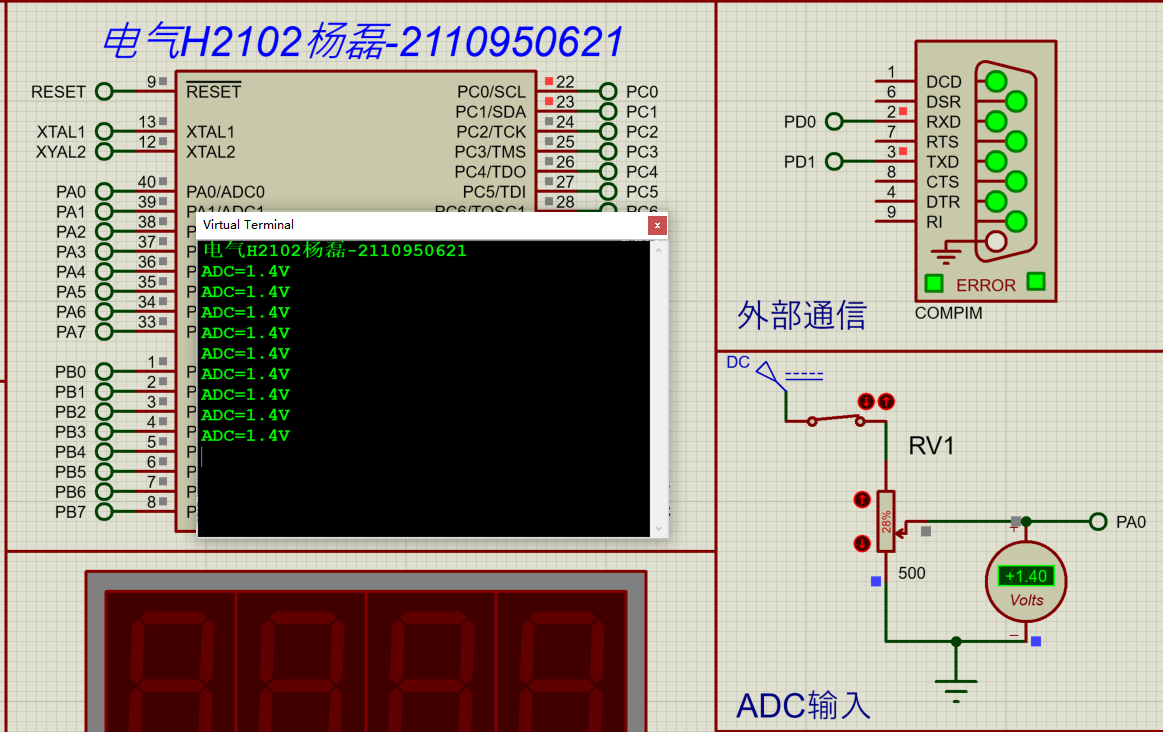 电气H2102杨磊-2110950621
RESET 9 RESET
XTAL1 13 XTAL1
XYAL2 12 XTAL2
PA0 40 PA0/ADC0
PA1 39 PA1/ADC1
PA2 38 P
PA3 37 P
PA4 36 P
PA5 35 P
PA6 34 P
PA7 33 P
PB0 1 P
PB1 2 P
PB2 3 P
PB3 4 P
PB4 5 P
PB5 6 P
PB6 7 P
PB7 8 P
PC0/SCL 22 PC0
PC1/SDA 23 PC1
PC2/TCK 24 PC2
PC3/TMS 25 PC3
PC4/TDO 26 PC4
PC5/TDI 27 PC5
PC6/TOSC1 28 PC6
Virtual Terminal
电气H2102杨磊-2110950621
ADC=1.4V
ADC=1.4V
ADC=1.4V
ADC=1.4V
ADC=1.4V
ADC=1.4V
ADC=1.4V
ADC=1.4V
ADC=1.4V
1 DCD
6 DSR
PD0 2 RXD
7 RTS
PD1 3 TXD
8 CTS
4 DTR
9 RI
ERROR
COMPIM
外部通信
DC
RV1
28%
500
PA0
+1.40
Volts
ADC输入